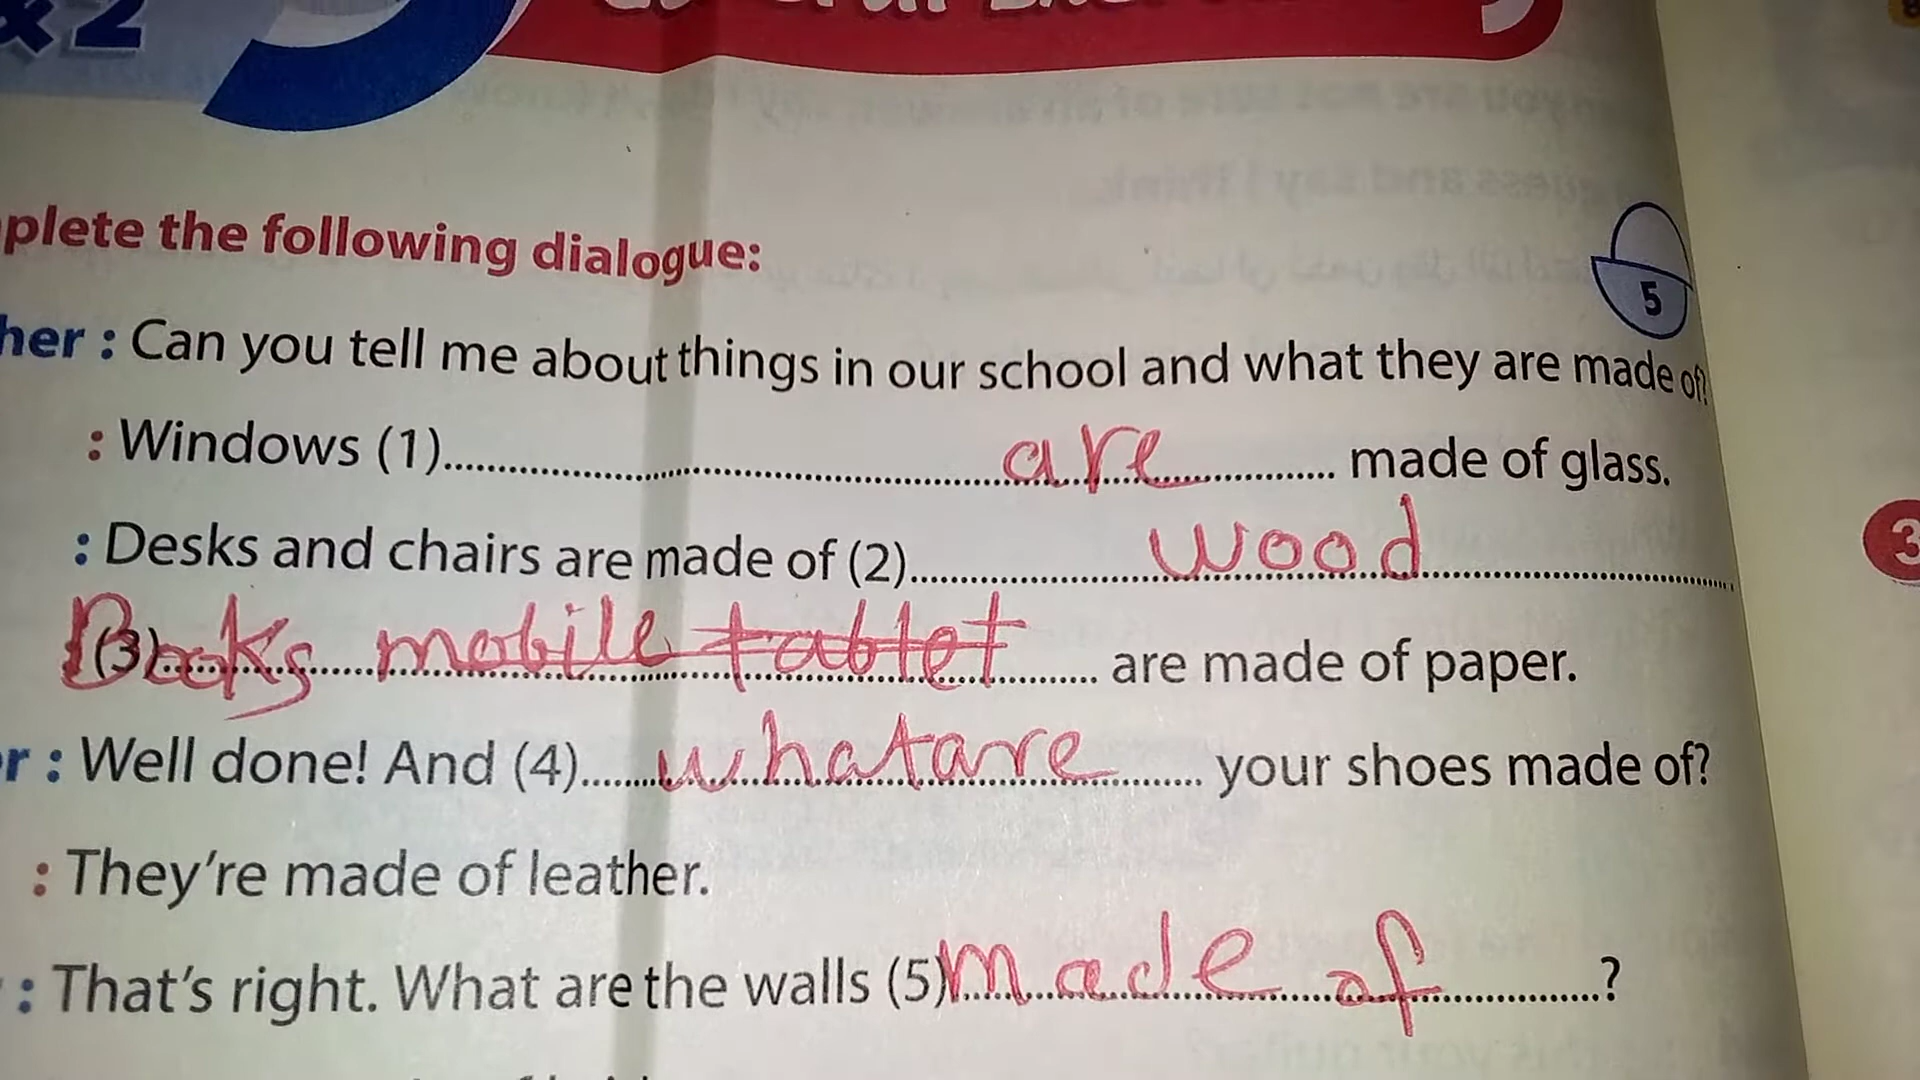 &2
plete the following dialogue:
5
her : Can you tell me about things in our school and what they are made of?
: Windows (1)........ are ........ made of glass.
: Desks and chairs are made of (2)........ wood ........
3
(3) Books mobile tablet ........ are made of paper.
r : Well done! And (4)........ what are ........ your shoes made of?
: They're made of leather.
: That's right. What are the walls (5) made of ........?